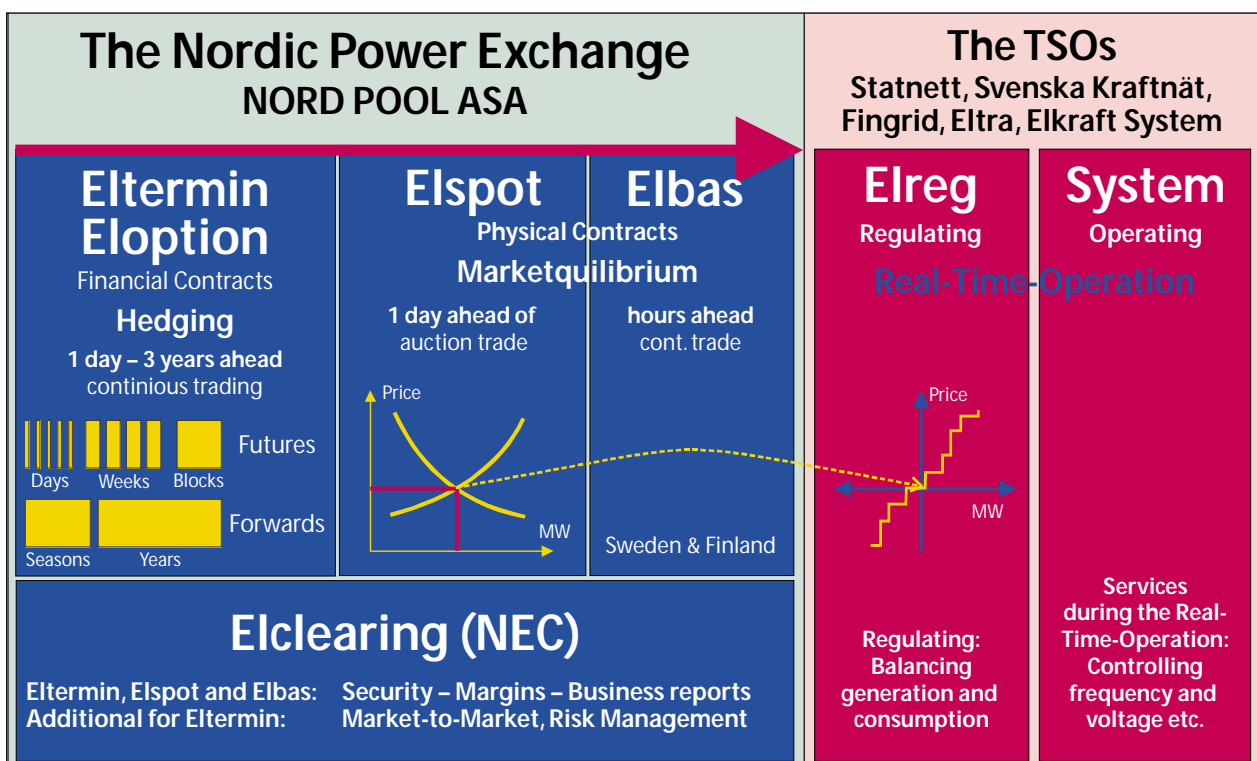 The Nordic Power Exchange
NORD POOL ASA
The TSOs
Statnett, Svenska Kraftnät,
Fingrid, Eltra, Elkraft System
Eltermin
Eloption
Financial Contracts
Hedging
1 day – 3 years ahead
continious trading
Futures
Days
Weeks
Blocks
Forwards
Seasons
Years
Elspot
Elbas
Physical Contracts
Marketquilibrium
1 day ahead of
auction trade
hours ahead
cont. trade
Price
MW
Sweden & Finland
Elclearing (NEC)
Eltermin, Elspot and Elbas: Security – Margins – Business reports
Additional for Eltermin: Market-to-Market, Risk Management
Elreg
Regulating
System
Operating
Real-Time-Operation
Price
MW
Regulating:
Balancing
generation and
consumption
Services
during the Real-
Time-Operation:
Controlling
frequency and
voltage etc.